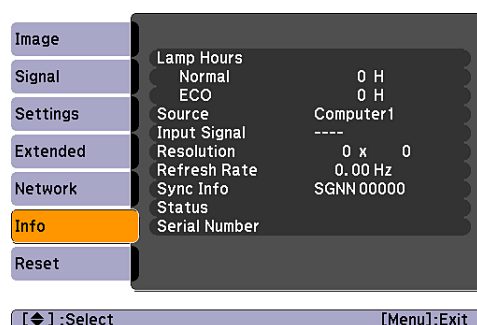 Image
Signal
Settings
Extended
Network
Info
Reset
Lamp Hours
Normal 0 H
ECO 0 H
Source Computer1
Input Signal ----
Resolution 0 x 0
Refresh Rate 0.00 Hz
Sync Info SGNN 00000
Status
Serial Number
[◆] :Select [Menu]:Exit